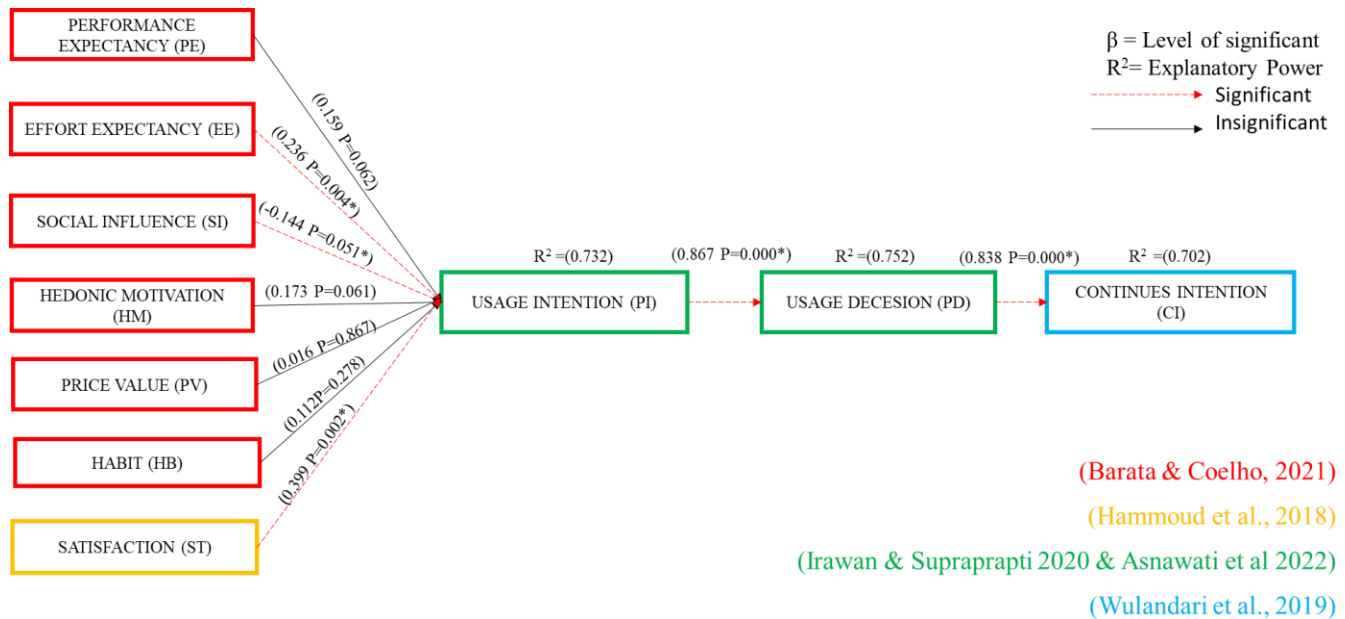 PERFORMANCE
EXPECTANCY (PE)
EFFORT EXPECTANCY (EE)
SOCIAL INFLUENCE (SI)
HEDONIC MOTIVATION
(HM)
PRICE VALUE (PV)
HABIT (HB)
SATISFACTION (ST)
(0.159 P=0.062)
(0.236 P=0.004*)
(-0.144 P=0.051*)
(0.173 P=0.061)
(0.016 P=0.867)
(0.112P=0.278)
(0.399 P=0.002*)
R² =(0.732)
USAGE INTENTION (PI)
(0.867 P=0.000*)
R² =(0.752)
USAGE DECESION (PD)
(0.838 P=0.000*)
R² =(0.702)
CONTINUES INTENTION
(CI)
β = Level of significant
R²= Explanatory Power
Significant
Insignificant
(Barata & Coelho, 2021)
(Hammoud et al., 2018)
(Irawan & Supraprapti 2020 & Asnawati et al 2022)
(Wulandari et al., 2019)